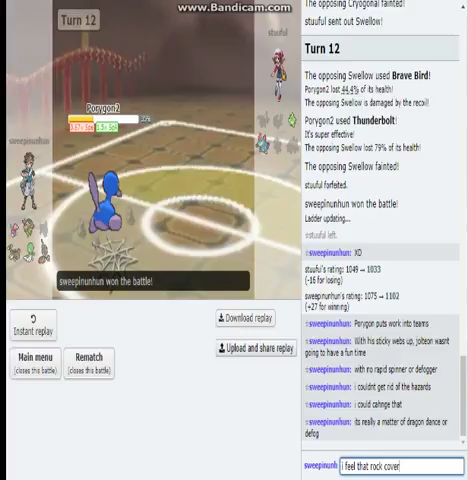 www.Bandicam.com
Turn 12
stuuful
Porygon2
35%
0.67x Spe 1.5x SpA
sweepinunhun
sweepinunhun won the battle!
Instant replay
Download replay
Main menu
(closes this battle)
Rematch
(closes this battle)
Upload and share replay
The opposing Cryogonal fainted!
stuuful sent out Swellow!
Turn 12
The opposing Swellow used Brave Bird!
Porygon2 lost 44.4% of its health!
The opposing Swellow is damaged by the recoil!
Porygon2 used Thunderbolt!
It's super effective!
The opposing Swellow lost 79% of its health!
The opposing Swellow fainted!
stuuful forfeited.
sweepinunhun won the battle!
Ladder updating...
☆stuuful left.
☆sweepinunhun: XD
stuuful's rating: 1049 → 1033
(-16 for losing)
sweepinunhun's rating: 1075 → 1102
(+27 for winning)
☆sweepinunhun: Porygon puts work into teams
☆sweepinunhun: With his sticky webs up, jolteon wasnt
going to have a fun time
☆sweepinunhun: with no rapid spinner or defogger
☆sweepinunhun: i couldnt get rid of the hazards
☆sweepinunhun: i could cahnge that
☆sweepinunhun: its really a matter of dragon dance or
defog
sweepinunh i feel that rock cover